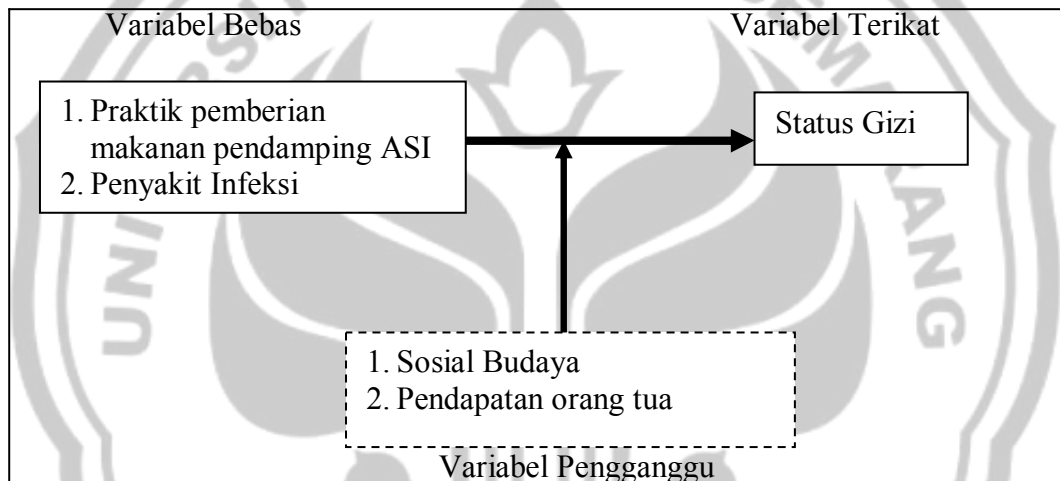 Variabel Bebas
Variabel Terikat
1. Praktik pemberian
makanan pendamping ASI
2. Penyakit Infeksi
Status Gizi
1. Sosial Budaya
2. Pendapatan orang tua
Variabel Pengganggu